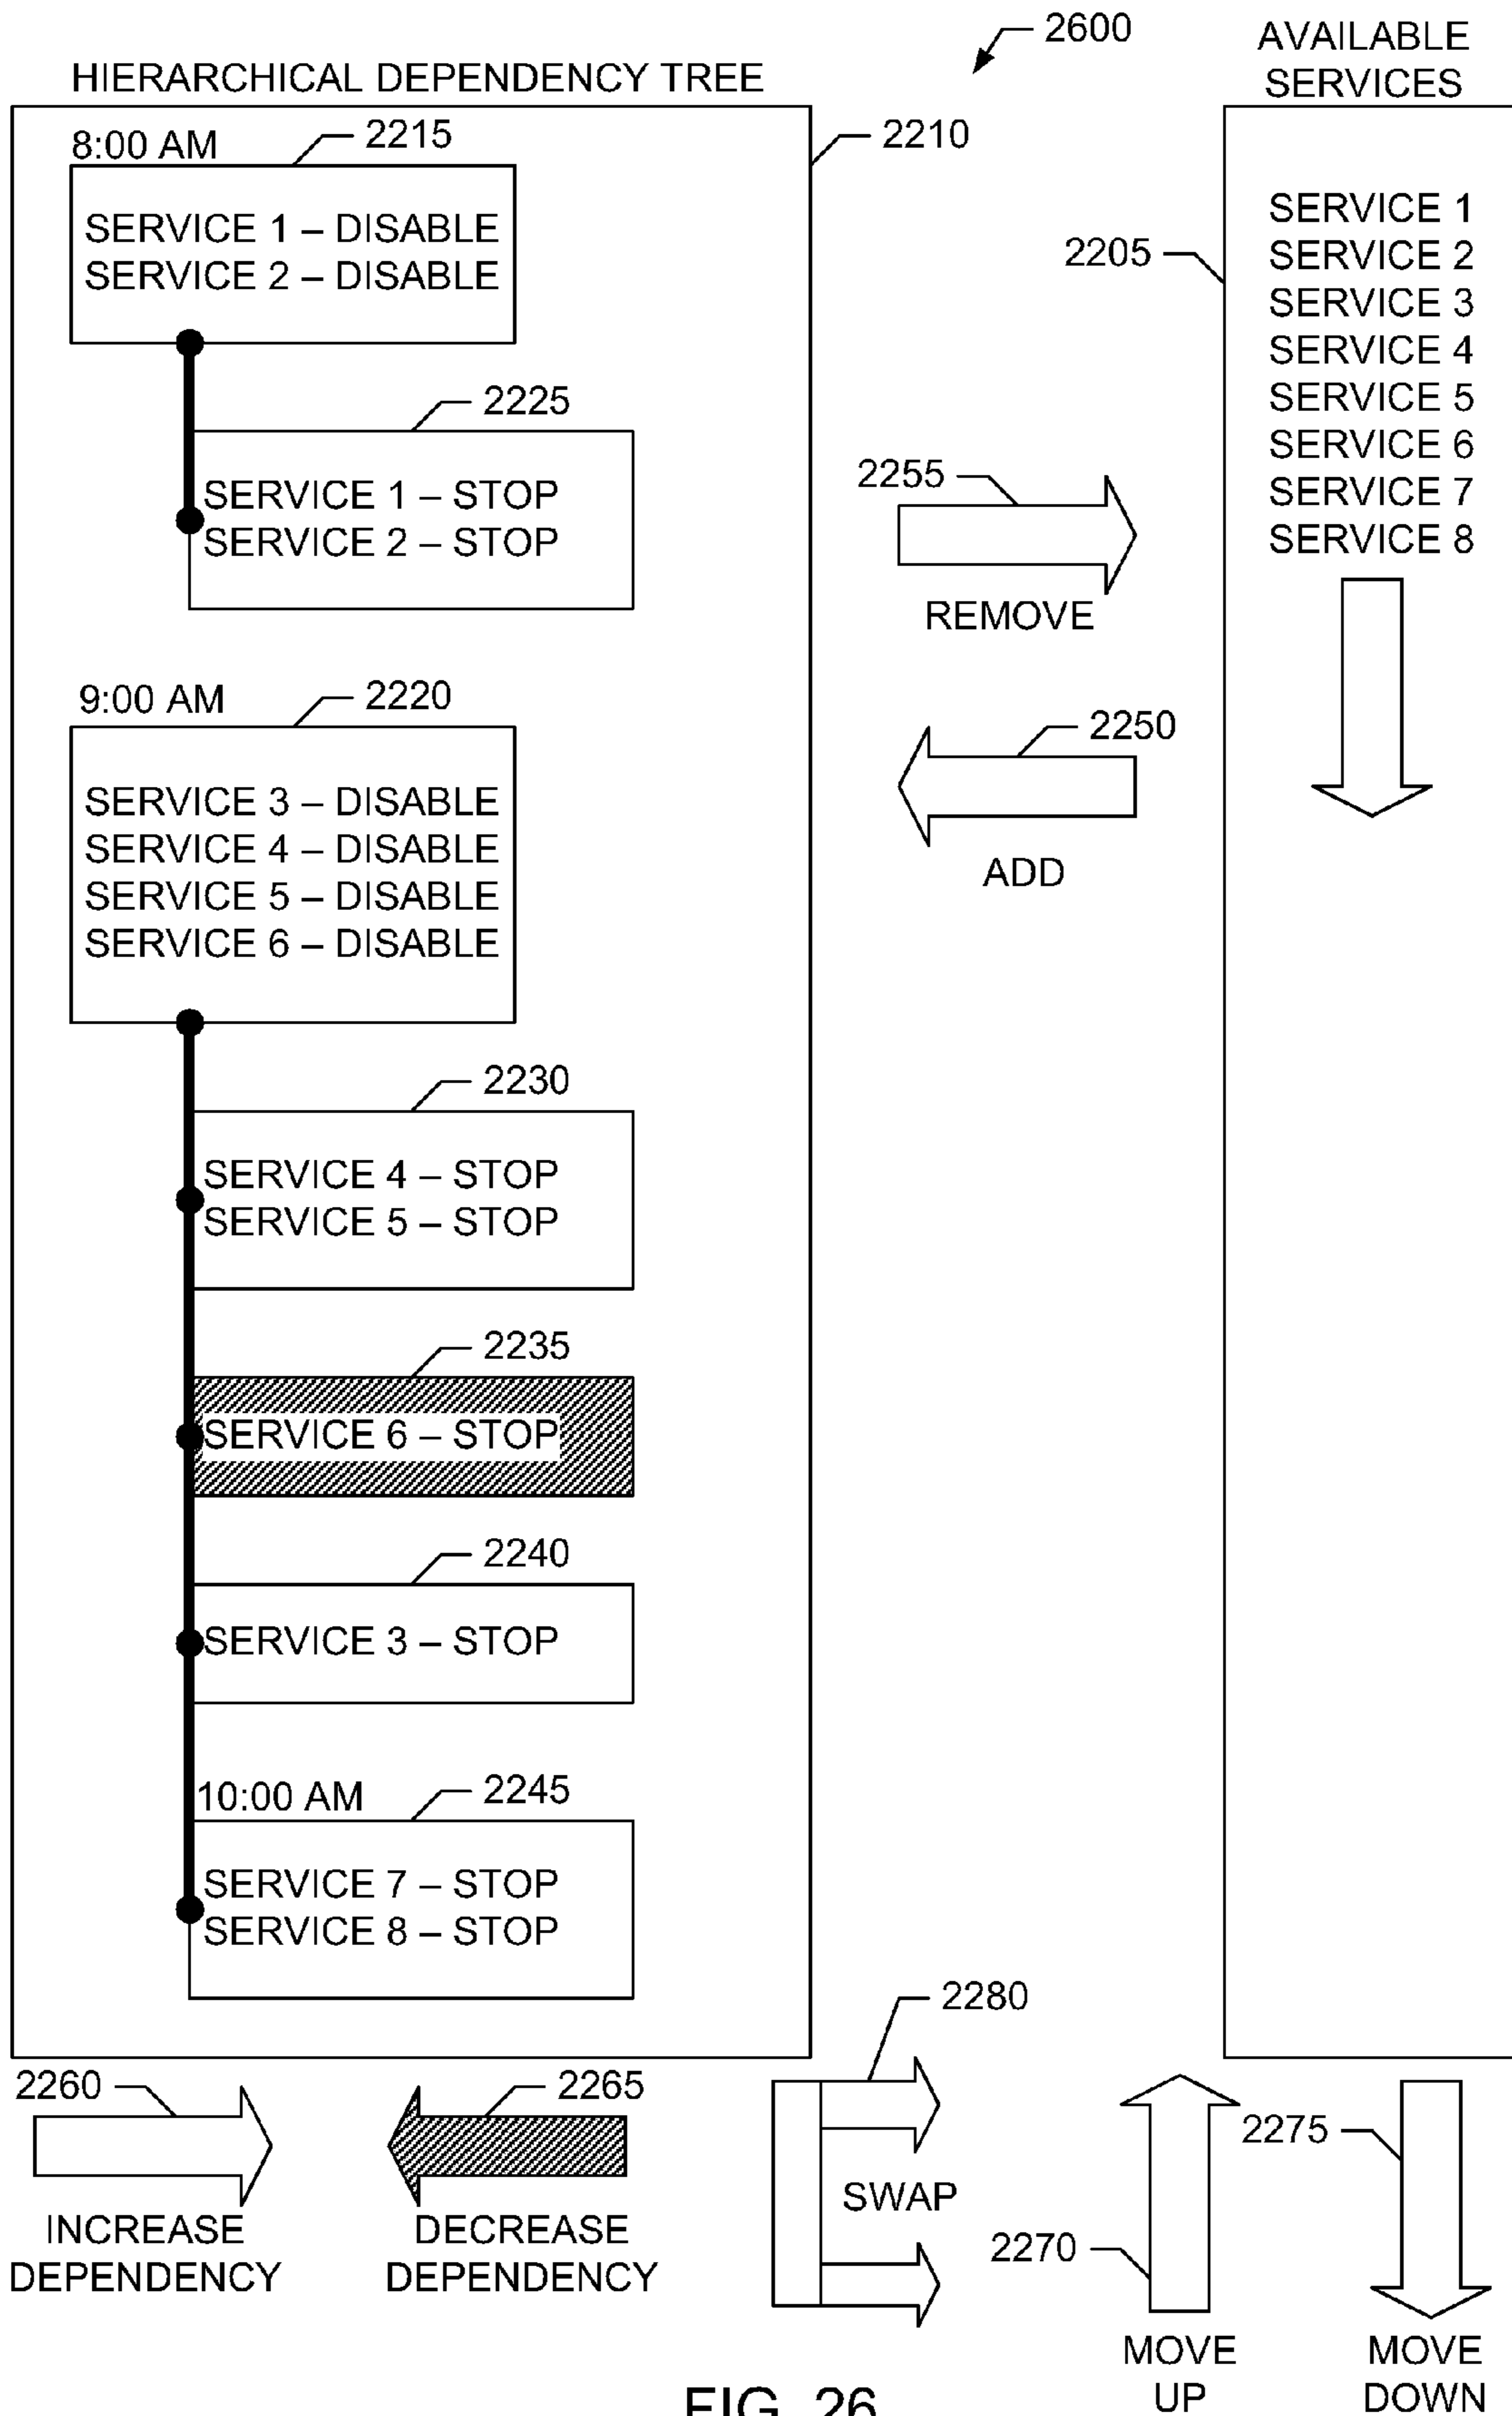 2600
AVAILABLE
SERVICES
HIERARCHICAL DEPENDENCY TREE
8:00 AM
2215
2210
SERVICE 1 – DISABLE
SERVICE 2 – DISABLE
2205
SERVICE 1
SERVICE 2
SERVICE 3
SERVICE 4
SERVICE 5
SERVICE 6
SERVICE 7
SERVICE 8
2225
SERVICE 1 – STOP
SERVICE 2 – STOP
2255
REMOVE
9:00 AM
2220
2250
ADD
SERVICE 3 – DISABLE
SERVICE 4 – DISABLE
SERVICE 5 – DISABLE
SERVICE 6 – DISABLE
2230
SERVICE 4 – STOP
SERVICE 5 – STOP
2235
SERVICE 6 – STOP
2240
SERVICE 3 – STOP
10:00 AM
2245
SERVICE 7 – STOP
SERVICE 8 – STOP
2260
INCREASE
DEPENDENCY
2265
DECREASE
DEPENDENCY
2280
SWAP
2270
MOVE
UP
2275
MOVE
DOWN
FIG. 26